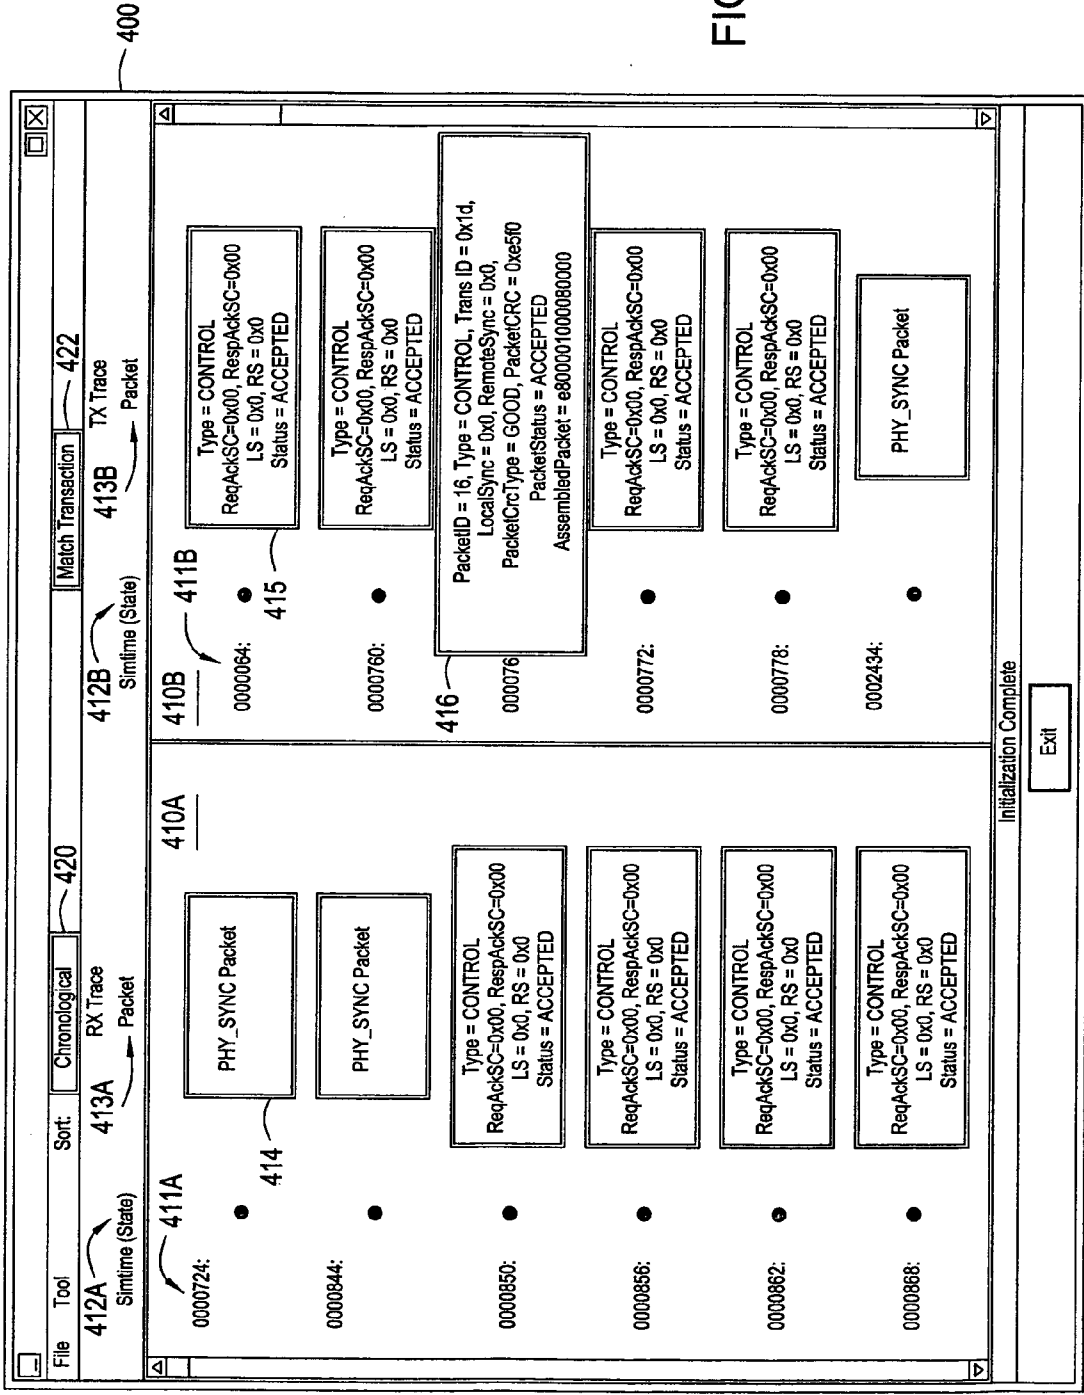 400
File Tool Sort: Chronological 420 Match Transaction 422
412A 413A RX Trace 412B 413B TX Trace
Simtime (State) Packet Simtime (State) Packet
411A 410A 410B 411B
0000724:
PHY_SYNC Packet
414
0000844:
PHY_SYNC Packet
0000850:
Type = CONTROL
ReqAckSC=0x00, RespAckSC=0x00
LS = 0x0, RS = 0x0
Status = ACCEPTED
0000856:
Type = CONTROL
ReqAckSC=0x00, RespAckSC=0x00
LS = 0x0, RS = 0x0
Status = ACCEPTED
0000862:
Type = CONTROL
ReqAckSC=0x00, RespAckSC=0x00
LS = 0x0, RS = 0x0
Status = ACCEPTED
0000868:
Type = CONTROL
ReqAckSC=0x00, RespAckSC=0x00
LS = 0x0, RS = 0x0
Status = ACCEPTED
0000064:
Type = CONTROL
ReqAckSC=0x00, RespAckSC=0x00
LS = 0x0, RS = 0x0
Status = ACCEPTED
415
0000760:
Type = CONTROL
ReqAckSC=0x00, RespAckSC=0x00
LS = 0x0, RS = 0x0
Status = ACCEPTED
416
000076
PacketID = 16, Type = CONTROL, Trans ID = 0x1d,
LocalSync = 0x0, RemoteSync = 0x0,
PacketCrcType = GOOD, PacketCRC = 0xe5f0
PacketStatus = ACCEPTED
0000772:
Type = CONTROL
ReqAckSC=0x00, RespAckSC=0x00
LS = 0x0, RS = 0x0
Status = ACCEPTED
0000778:
Type = CONTROL
ReqAckSC=0x00, RespAckSC=0x00
LS = 0x0, RS = 0x0
Status = ACCEPTED
0002434:
PHY_SYNC Packet
Initialization Complete
Exit
FIG